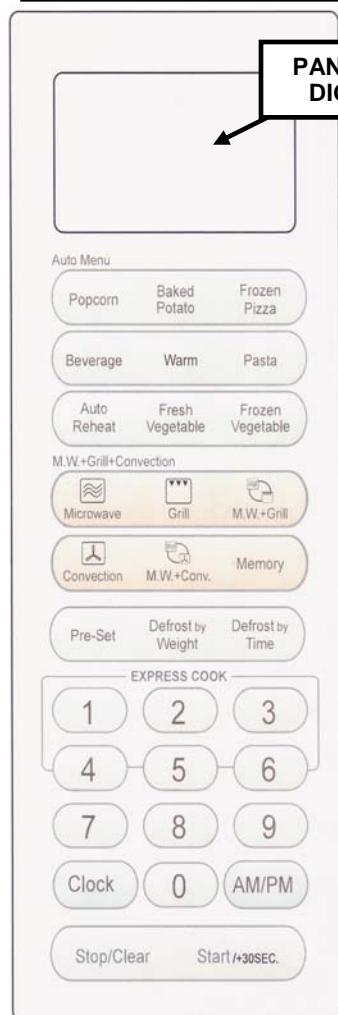 PAN
DIG
Auto Menu
Popcorn Baked Potato Frozen Pizza
Beverage Warm Pasta
Auto Reheat Fresh Vegetable Frozen Vegetable
M.W.+Grill+Convection
Microwave Grill M.W.+Grill
Convection M.W.+Conv. Memory
Pre-Set Defrost by Weight Defrost by Time
EXPRESS COOK
1 2 3
4 5 6
7 8 9
Clock 0 AM/PM
Stop/Clear Start/+30SEC.